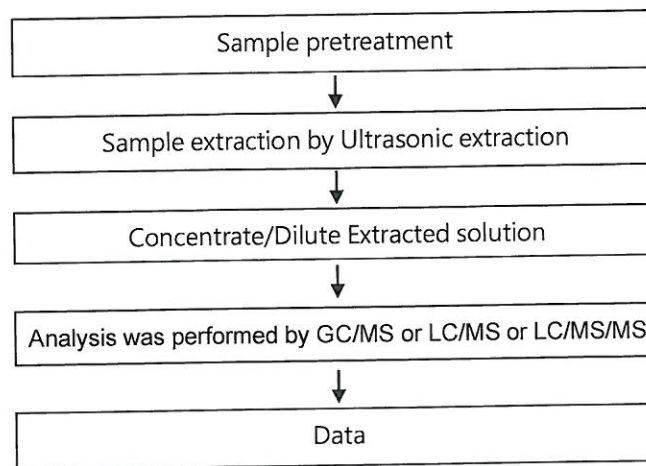 Sample pretreatment
Sample extraction by Ultrasonic extraction
Concentrate/Dilute Extracted solution
Analysis was performed by GC/MS or LC/MS or LC/MS/MS
Data